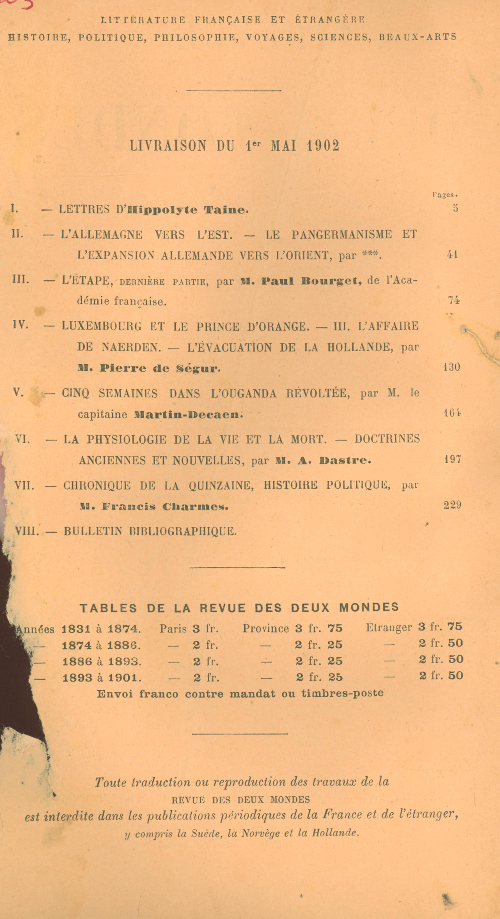 LITTÉRATURE FRANÇAISE ET ÉTRANGÈRE
HISTOIRE, POLITIQUE, PHILOSOPHIE, VOYAGES, SCIENCES, BEAUX-ARTS
LIVRAISON DU 1er MAI 1902
Pages.
I. — LETTRES D'Hippolyte Taine. 5
II. — L'ALLEMAGNE VERS L'EST. — LE PANGERMANISME ET
L'EXPANSION ALLEMANDE VERS L'ORIENT, par ***. 41
III. — L'ÉTAPE, DERNIÈRE PARTIE, par M. Paul Bourget, de l'Aca-
démie française. 74
IV. — LUXEMBOURG ET LE PRINCE D'ORANGE. — III. L'AFFAIRE
DE NAERDEN. — L'ÉVACUATION DE LA HOLLANDE, par
M. Pierre de Ségur. 130
V. — CINQ SEMAINES DANS L'OUGANDA RÉVOLTÉE, par M. le
capitaine Martin-Decaen. 164
VI. — LA PHYSIOLOGIE DE LA VIE ET LA MORT. — DOCTRINES
ANCIENNES ET NOUVELLES, par M. A. Dastre. 197
VII. — CHRONIQUE DE LA QUINZAINE, HISTOIRE POLITIQUE, par
M. Francis Charmes. 229
VIII. — BULLETIN BIBLIOGRAPHIQUE.
TABLES DE LA REVUE DES DEUX MONDES
Années 1831 à 1874. Paris 3 fr. Province 3 fr. 75 Etranger 3 fr. 75
— 1874 à 1886. — 2 fr. — 2 fr. 25 — 2 fr. 50
— 1886 à 1893. — 2 fr. — 2 fr. 25 — 2 fr. 50
— 1893 à 1901. — 2 fr. — 2 fr. 25 — 2 fr. 50
Envoi franco contre mandat ou timbres-poste
Toute traduction ou reproduction des travaux de la
REVUE DES DEUX MONDES
est interdite dans les publications périodiques de la France et de l'étranger,
y compris la Suède, la Norvège et la Hollande.